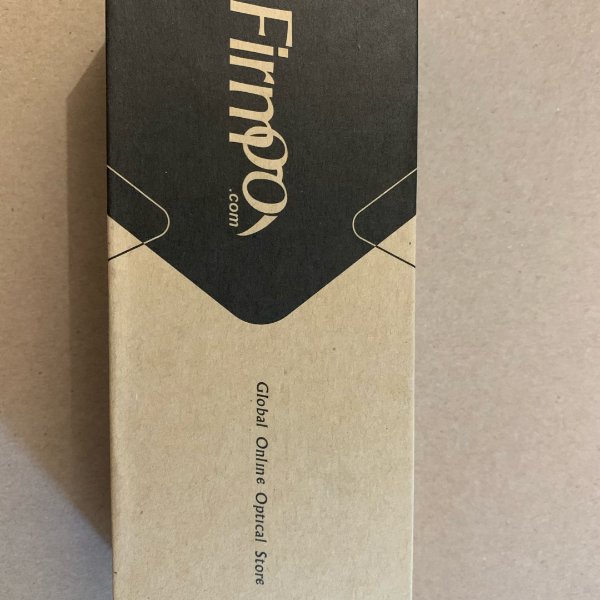 Firmoo
.com
Global Online Optical Store